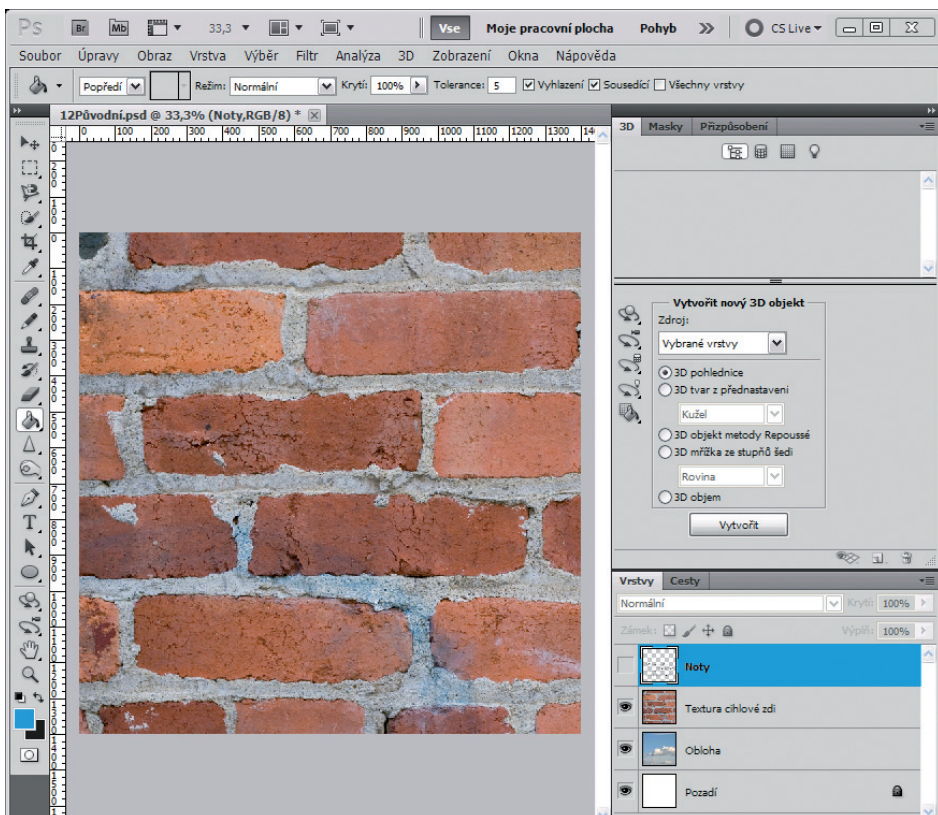 Ps Br Mb 33,3 Vse Moje pracovní plocha Pohyb CS Live
Soubor Úpravy Obraz Vrstva Výběr Filtr Analýza 3D Zobrazení Okna Nápověda
Popředí Režim: Normální Krytí: 100% Tolerance: 5 Vyhlazení Sousedící Všechny vrstvy
12Původní.psd @ 33,3% (Noty,RGB/8) *
0 100 200 300 400 500 600 700 800 900 1000 1100 1200 1300 14
3D Masky Přizpůsobení
Vytvořit nový 3D objekt
Zdroj:
Vybrané vrstvy
3D pohlednice
3D tvar z přednastavení
Kužel
3D objekt metody Repoussé
3D mřížka ze stupňů šedi
Rovina
3D objem
Vytvořit
Vrstvy Cesty
Normální Krytí: 100%
Zámek: Výplň: 100%
Noty
Textura cihlové zdi
Obloha
Pozadí